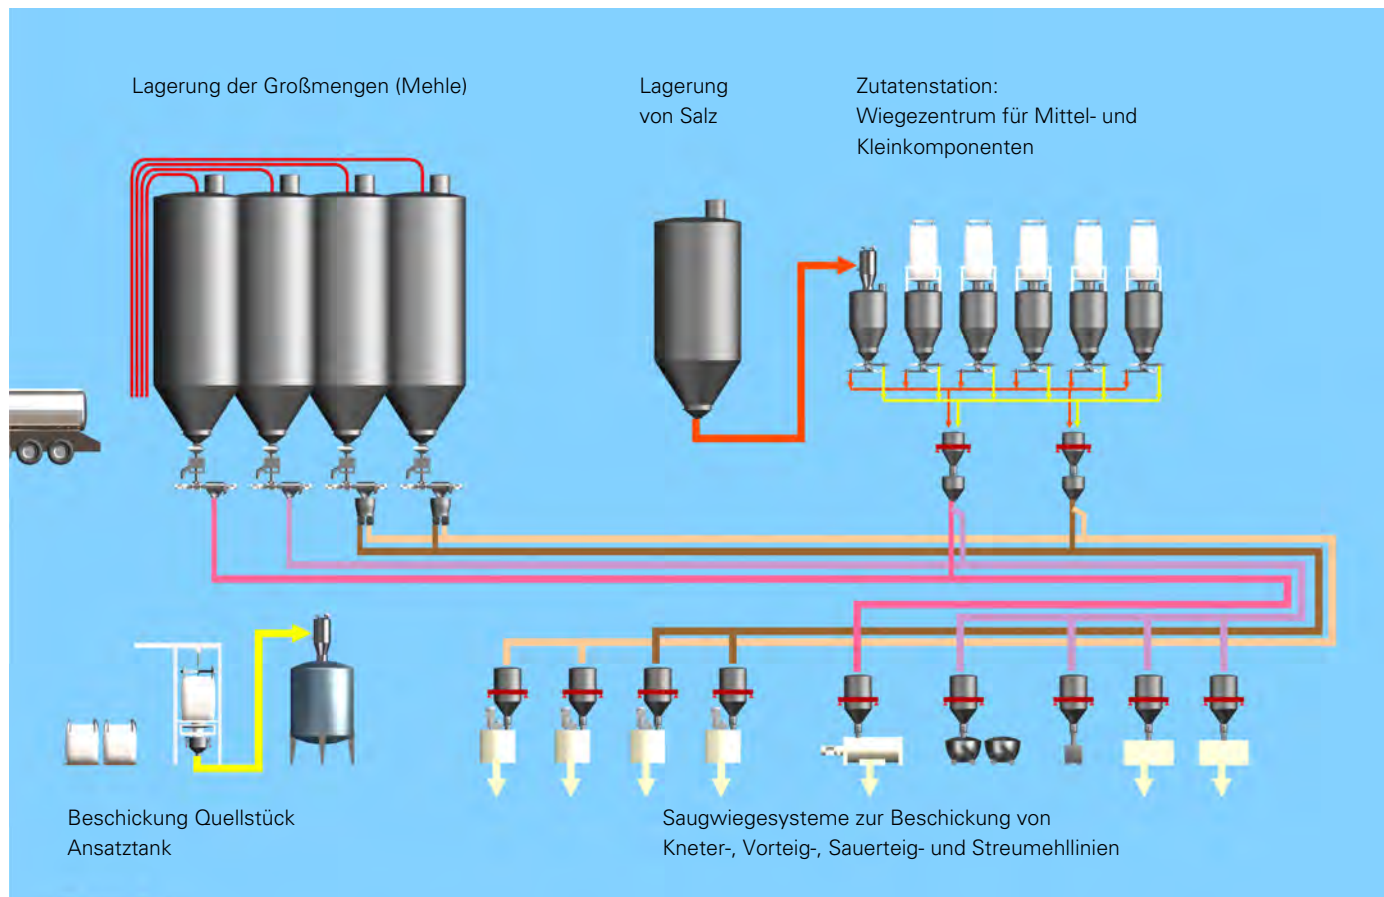 Lagerung der Großmengen (Mehle)
Lagerung
von Salz
Zutatenstation:
Wiegezentrum für Mittel- und
Kleinkomponenten
Beschickung Quellstück
Ansatztank
Saugwiegesysteme zur Beschickung von
Kneter-, Vorteig-, Sauerteig- und Streumehllinien